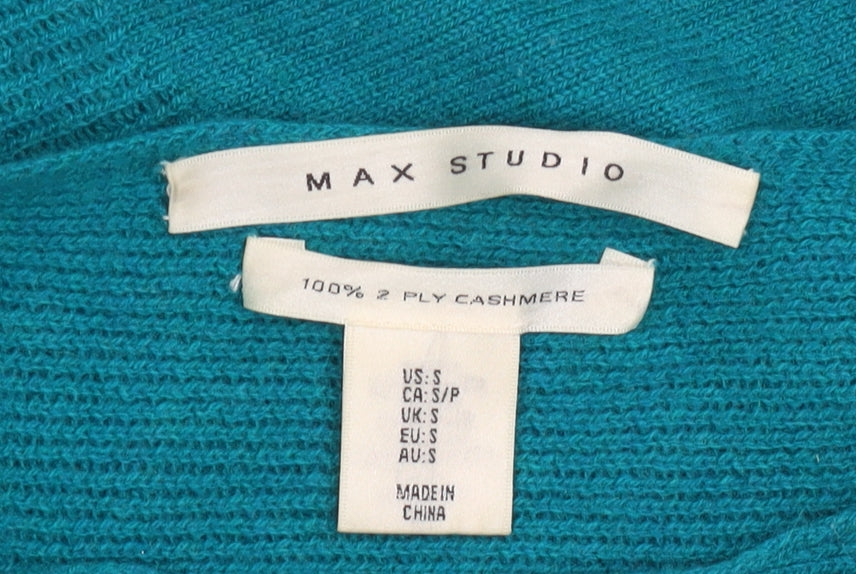 MAX STUDIO
100% 2 PLY CASHMERE
US: S
CA: S/P
UK: S
EU: S
AU: S
MADE IN
CHINA